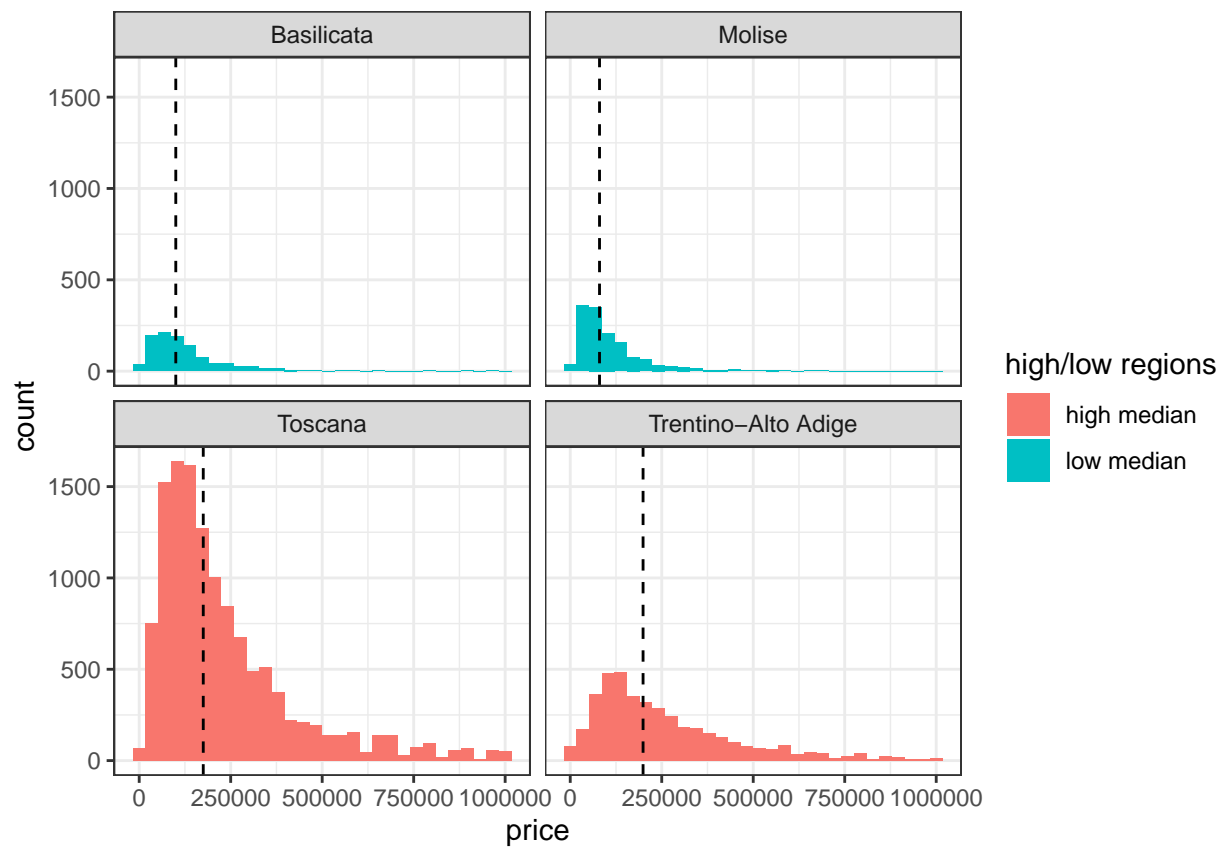 Basilicata
Molise
1500
1000
500
0
Toscana
Trentino−Alto Adige
1500
1000
500
0
0 250000 500000 750000 1000000
0 250000 500000 750000 1000000
price
count
high/low regions
high median
low median